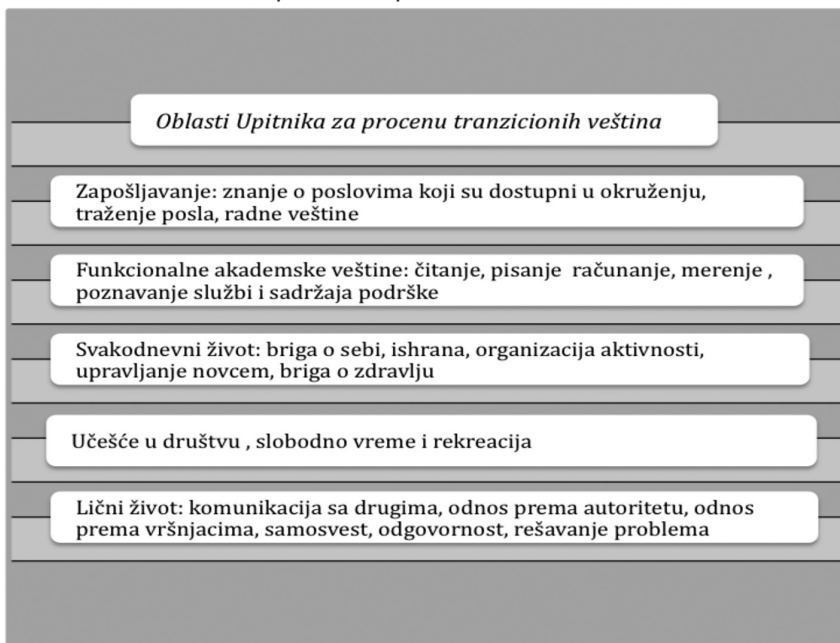 Oblasti Upitnika za procenu tranzicionih veština
Zapošljavanje: znanje o poslovima koji su dostupni u okruženju,
traženje posla, radne veštine
Funkcionalne akademske veštine: čitanje, pisanje  računanje, merenje ,
poznavanje službi i sadržaja podrške
Svakodnevni život: briga o sebi, ishrana, organizacija aktivnosti,
upravljanje novcem, briga o zdravlju
Učešće u društvu , slobodno vreme i rekreacija
Lični život: komunikacija sa drugima, odnos prema autoritetu, odnos
prema vršnjacima, samosvest, odgovornost, rešavanje problema